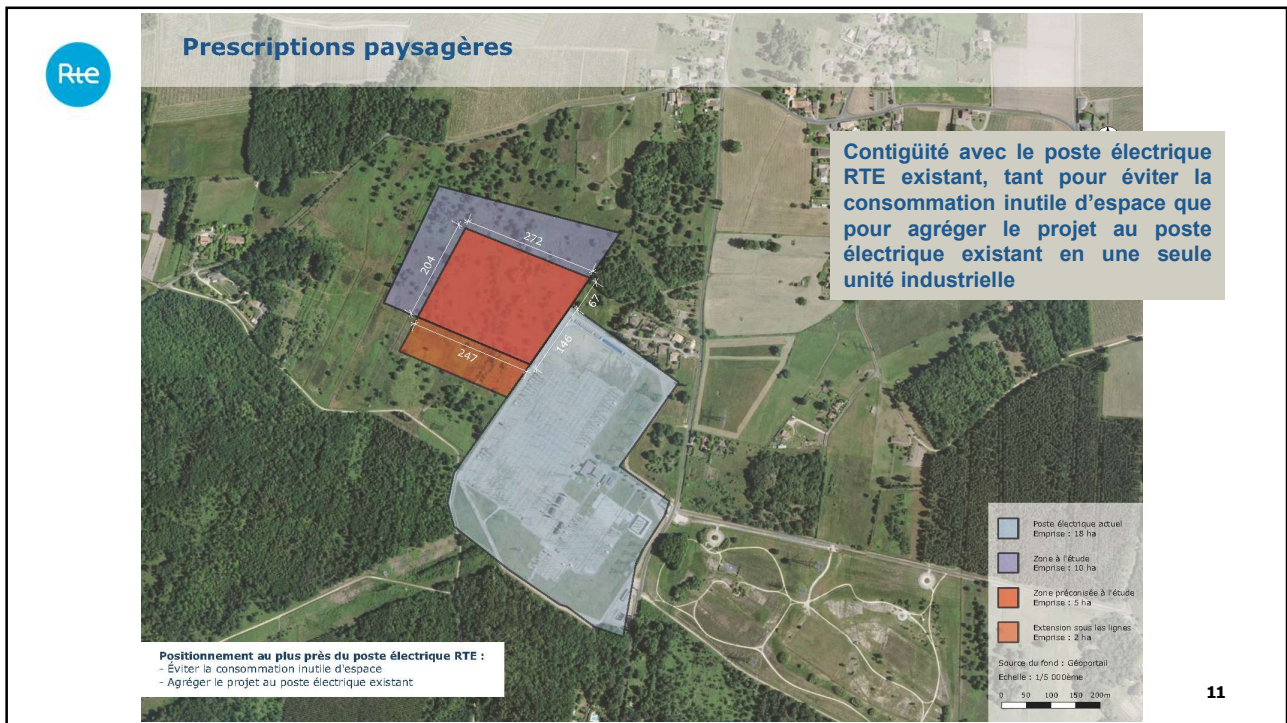 Rte
Prescriptions paysagères
Contigüité avec le poste électrique
RTE existant, tant pour éviter la
consommation inutile d'espace que
pour agréger le projet au poste
électrique existant en une seule
unité industrielle
272
204
67
146
247
Poste électrique actuel
Emprise : 18 ha
Zone à l'étude
Emprise : 10 ha
Zone préconisée à l'étude
Emprise : 5 ha
Extension sous les lignes
Emprise : 2 ha
Source du fond : Géoportail
Echelle : 1/5 000ème
0 50 100 150 200m
Positionnement au plus près du poste électrique RTE :
- Éviter la consommation inutile d'espace
- Agréger le projet au poste électrique existant
11